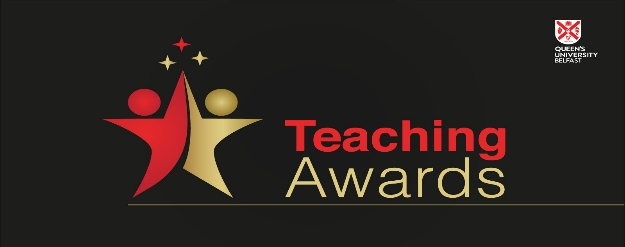 QUEEN'S
UNIVERSITY
BELFAST
Teaching
Awards